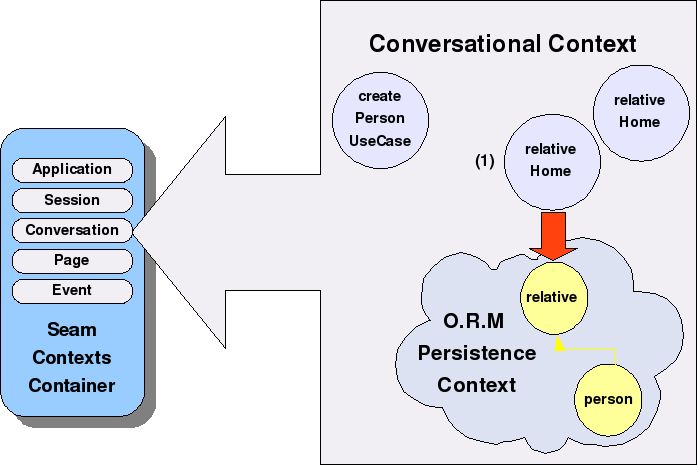 Conversational Context
create
Person
UseCase
relative
Home
(1)
relative
Home
Application
Session
Conversation
Page
Event
Seam
Contexts
Container
relative
O.R.M
Persistence
Context
person